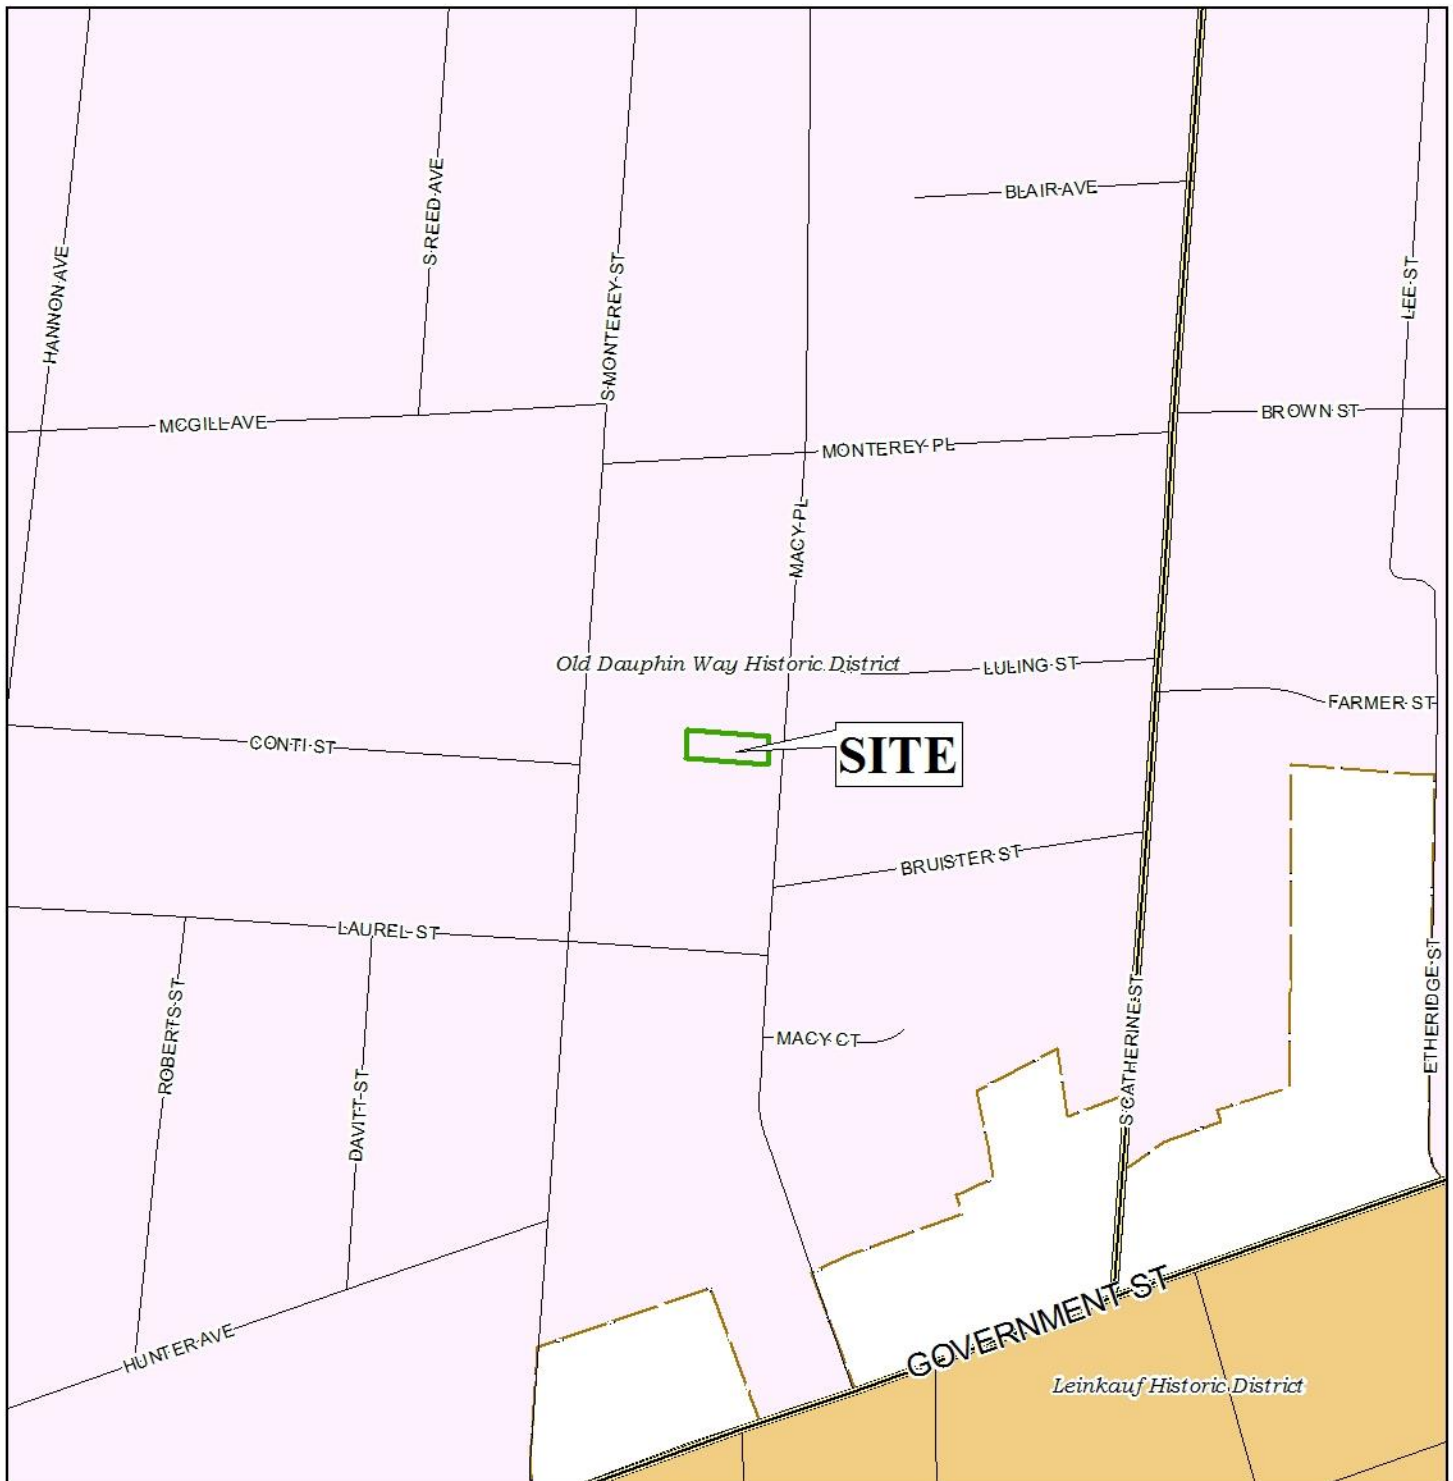 BLAIR AVE
S REED AVE
HANNON AVE
S MONTEREY ST
LEE ST
MCGILL AVE
BROWN ST
MONTEREY PL
MACY PL
Old Dauphin Way Historic District
LULING ST
FARMER ST
CONTI ST
SITE
BRUISTER ST
LAUREL ST
ROBERTS ST
ETHERIDGE ST
S CATHERINE ST
MACY CT
DAVITT ST
HUNTER AVE
GOVERNMENT ST
Leinkauf Historic District